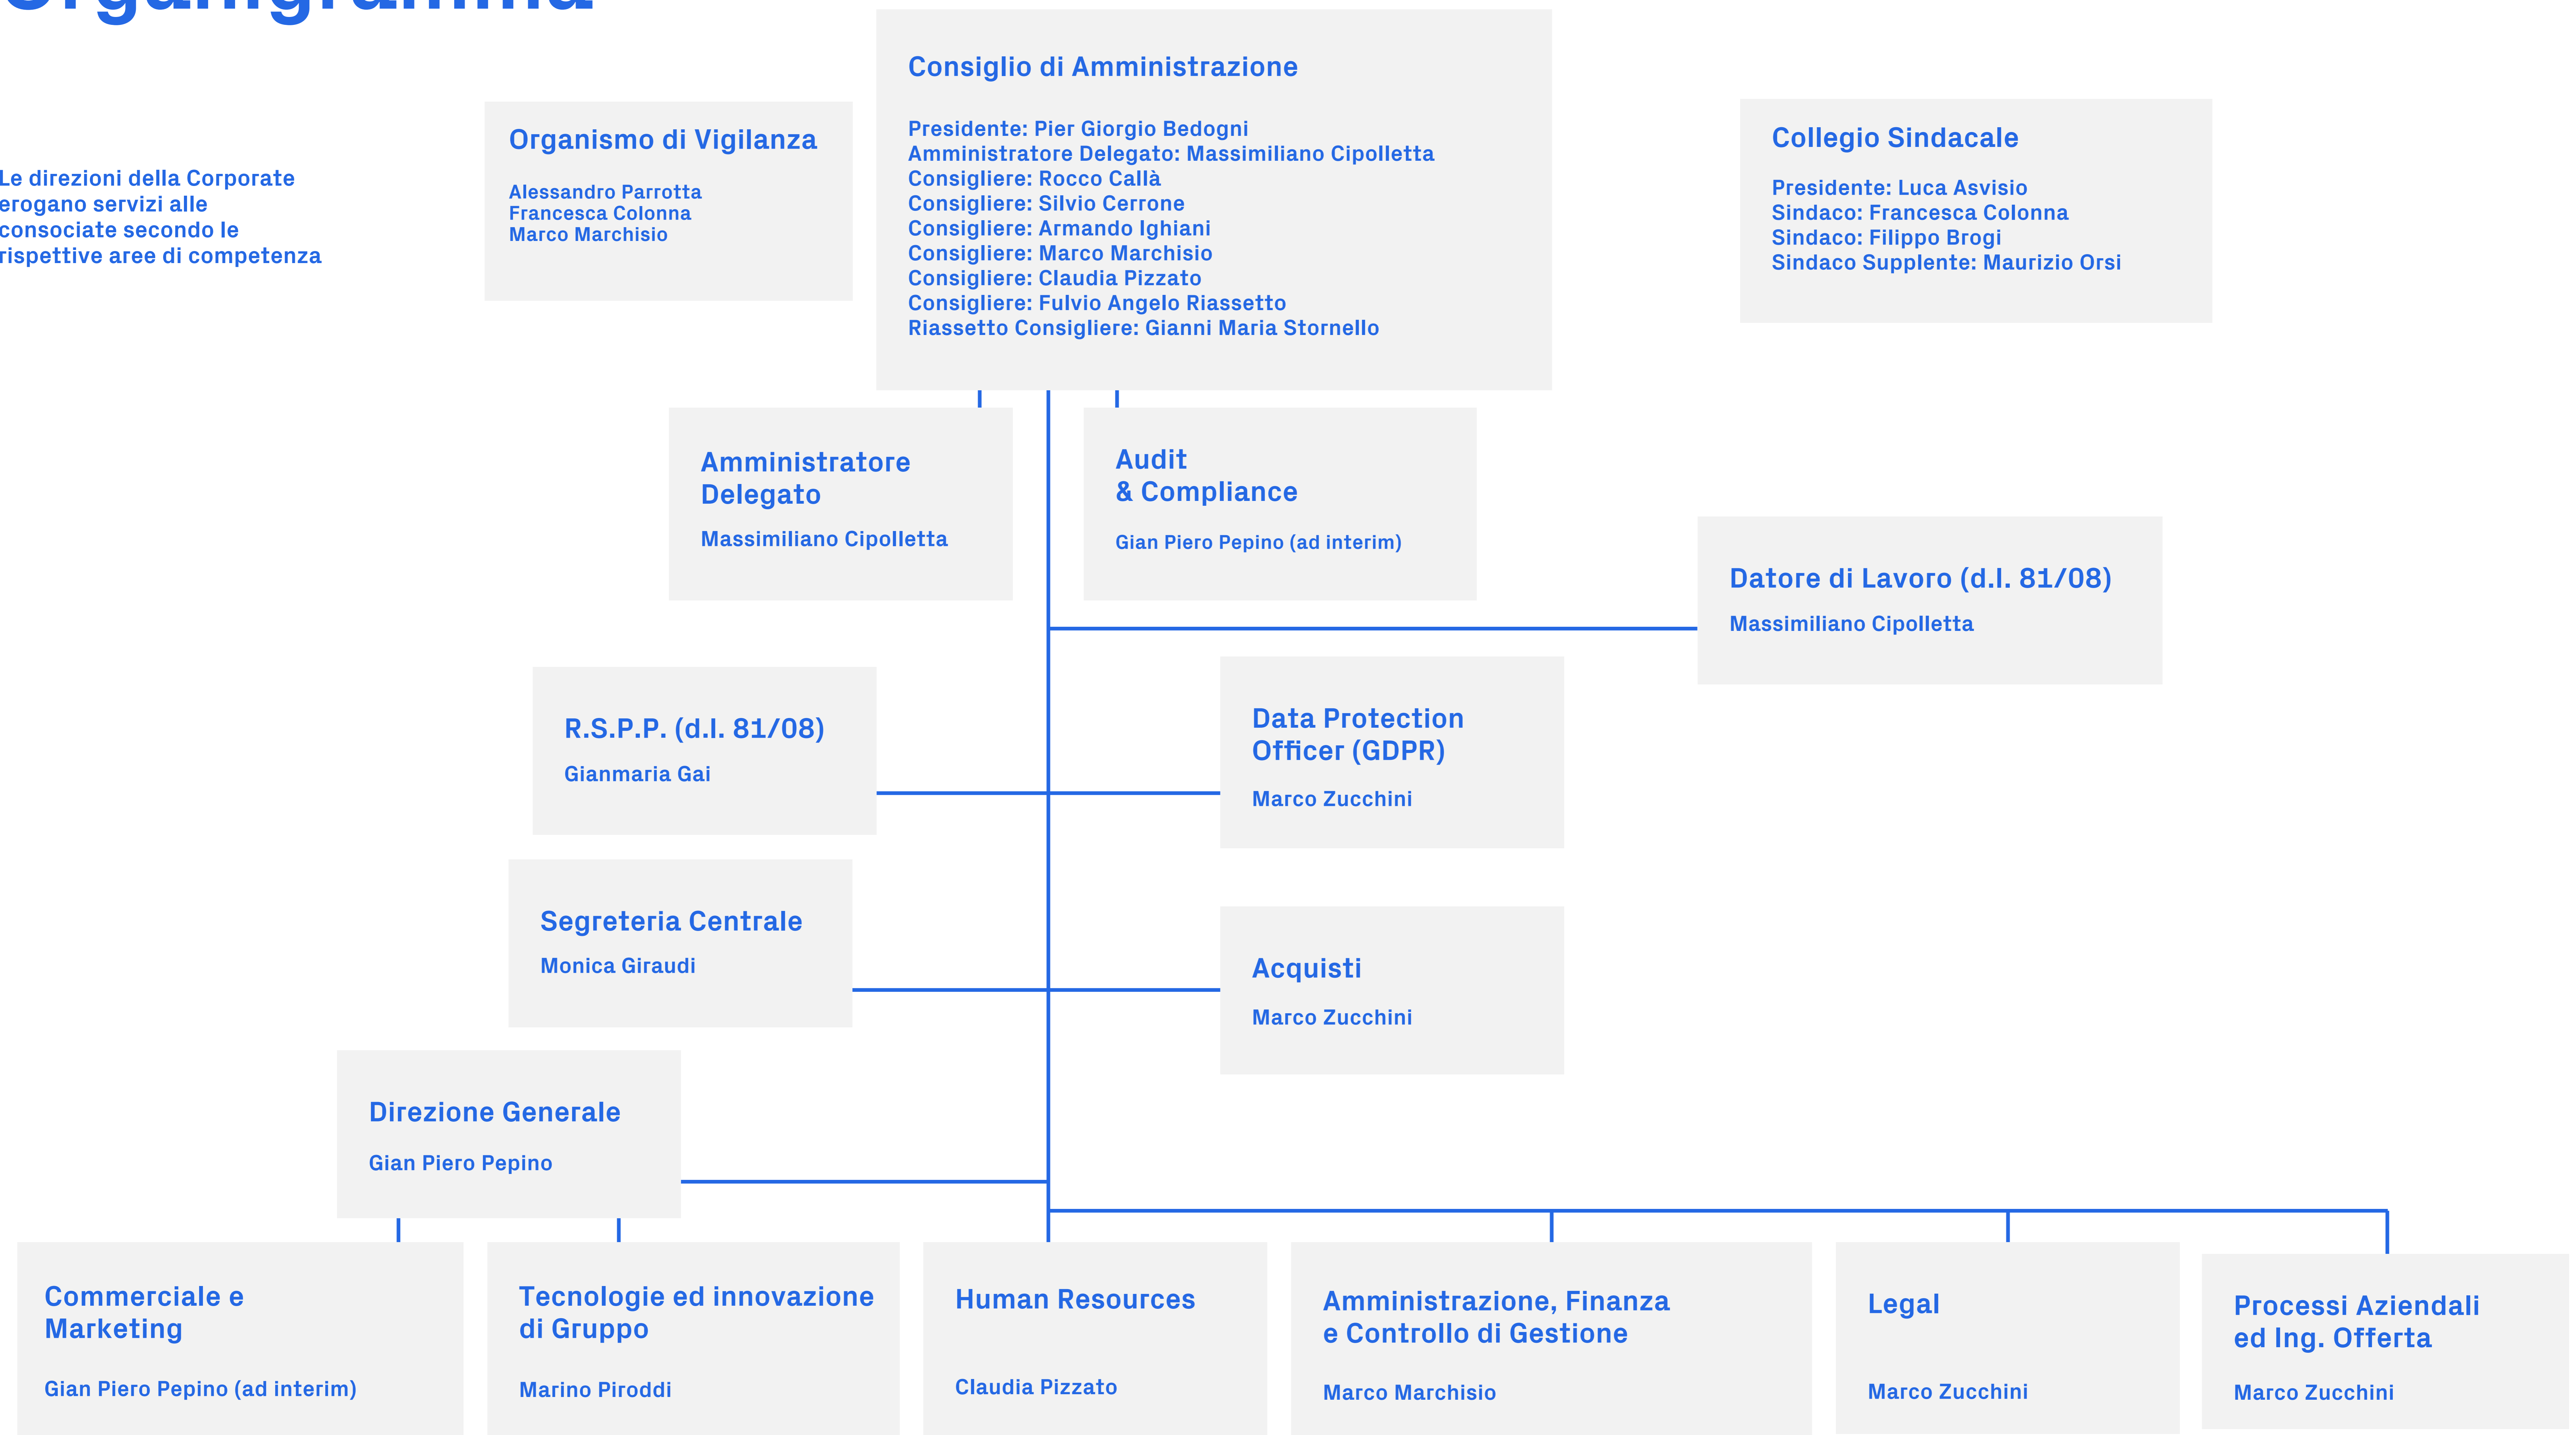 Organigramma
Consiglio di Amministrazione
Presidente: Pier Giorgio Bedogni
Amministratore Delegato: Massimiliano Cipolletta
Consigliere: Rocco Callà
Consigliere: Silvio Cerrone
Consigliere: Armando Ighiani
Consigliere: Marco Marchisio
Consigliere: Claudia Pizzato
Consigliere: Fulvio Angelo Riassetto
Riassetto Consigliere: Gianni Maria Stornello
Organismo di Vigilanza
Alessandro Parrotta
Francesca Colonna
Marco Marchisio
Collegio Sindacale
Presidente: Luca Asvisio
Sindaco: Francesca Colonna
Sindaco: Filippo Brogi
Sindaco Supplente: Maurizio Orsi
Le direzioni della Corporate
erogano servizi alle
consociate secondo le
rispettive aree di competenza
Amministratore
Delegato
Massimiliano Cipolletta
Audit
& Compliance
Gian Piero Pepino (ad interim)
Datore di Lavoro (d.l. 81/08)
Massimiliano Cipolletta
R.S.P.P. (d.l. 81/08)
Gianmaria Gai
Data Protection
Officer (GDPR)
Marco Zucchini
Segreteria Centrale
Monica Giraudi
Acquisti
Marco Zucchini
Direzione Generale
Gian Piero Pepino
Commerciale e
Marketing
Gian Piero Pepino (ad interim)
Tecnologie ed innovazione
di Gruppo
Marino Piroddi
Human Resources
Claudia Pizzato
Amministrazione, Finanza
e Controllo di Gestione
Marco Marchisio
Legal
Marco Zucchini
Processi Aziendali
ed Ing. Offerta
Marco Zucchini